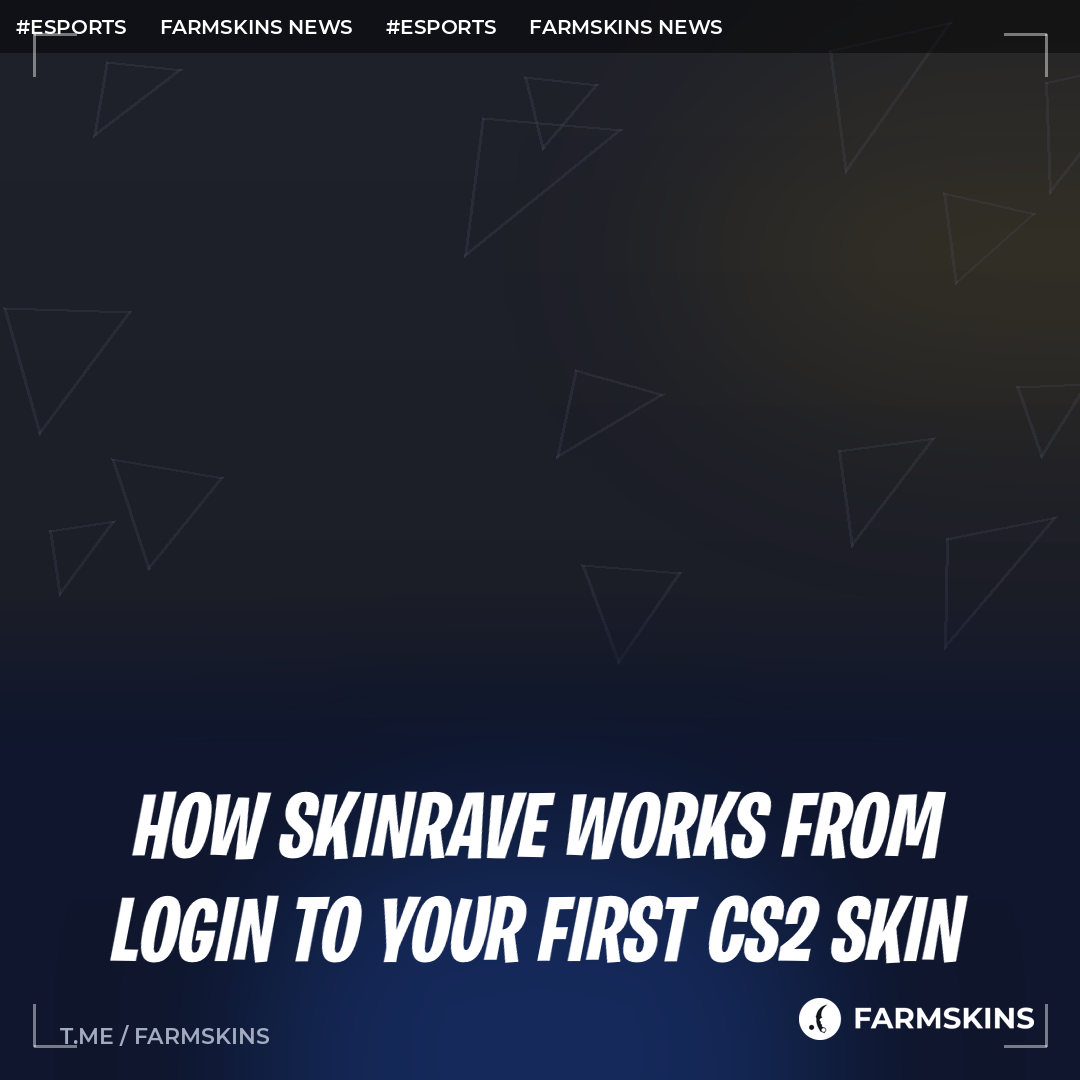 #ESPORTS FARMSKINS NEWS #ESPORTS FARMSKINS NEWS
HOW SKINRAVE WORKS FROM
LOGIN TO YOUR FIRST CS2 SKIN
T.ME / FARMSKINS
FARMSKINS